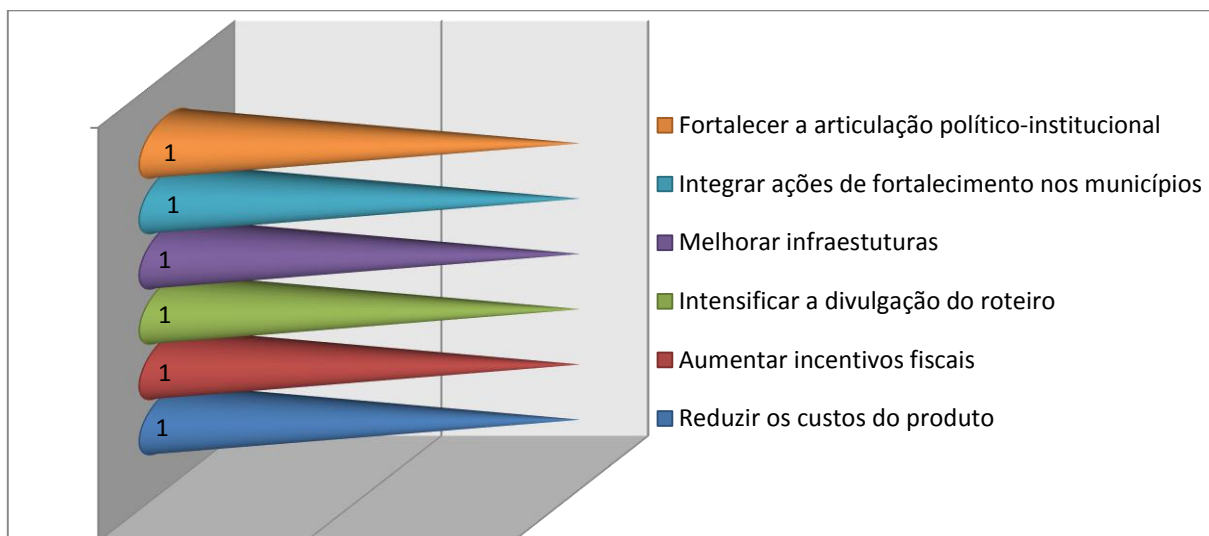 1
Fortalecer a articulação político-institucional
1
Integrar ações de fortalecimento nos municípios
1
Melhorar infraestuturas
1
Intensificar a divulgação do roteiro
1
Aumentar incentivos fiscais
1
Reduzir os custos do produto